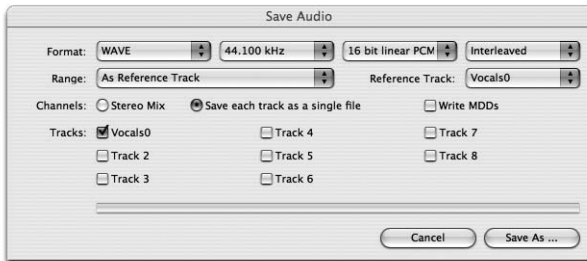 Save Audio
Format: WAVE 44.100 kHz 16 bit linear PCM Interleaved
Range: As Reference Track Reference Track: Vocals0
Channels: Stereo Mix Save each track as a single file Write MDDs
Tracks: Vocals0 Track 4 Track 7
Track 2 Track 5 Track 8
Track 3 Track 6
Cancel Save As ...